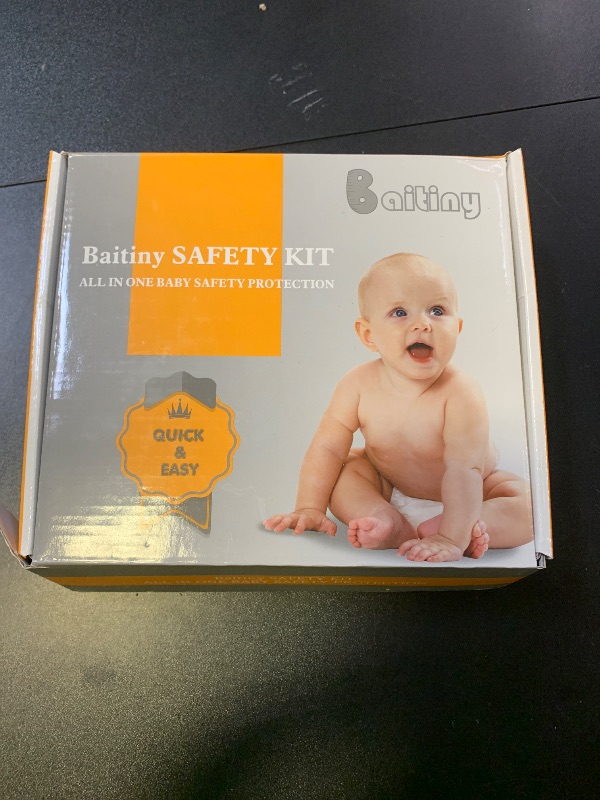 Baitiny
Baitiny SAFETY KIT
ALL IN ONE BABY SAFETY PROTECTION
QUICK
&
EASY